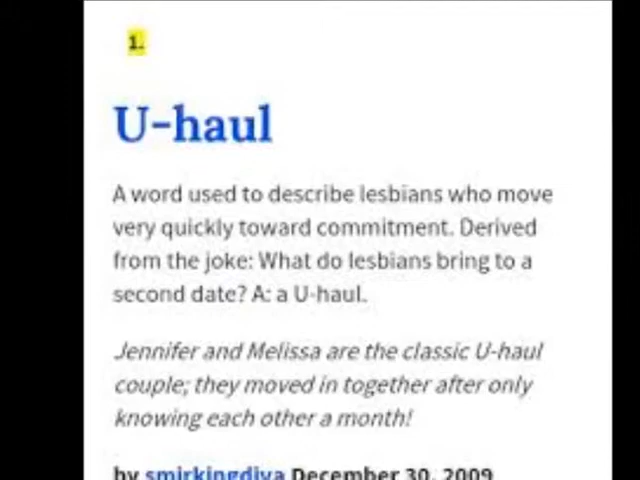 1.
U-haul
A word used to describe lesbians who move
very quickly toward commitment. Derived
from the joke: What do lesbians bring to a
second date? A: a U-haul.
Jennifer and Melissa are the classic U-haul
couple; they moved in together after only
knowing each other a month!
by smirkingdiva December 30, 2009